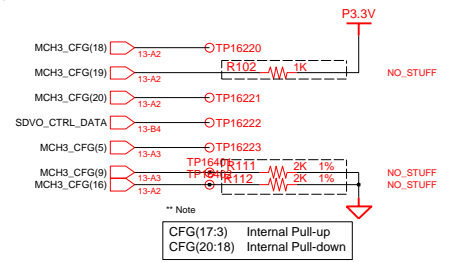 P3.3V
MCH3_CFG(18) 13-A2 TP16220
MCH3_CFG(19) 13-A2 R102 1K NO_STUFF
MCH3_CFG(20) 13-A2 TP16221
SDVO_CTRL_DATA 13-B4 TP16222
MCH3_CFG(5) 13-A3 TP16223
MCH3_CFG(9) 13-A3 R111 2K 1% NO_STUFF
MCH3_CFG(16) 13-A2 R112 2K 1% NO_STUFF
** Note
CFG(17:3) Internal Pull-up
CFG(20:18) Internal Pull-down